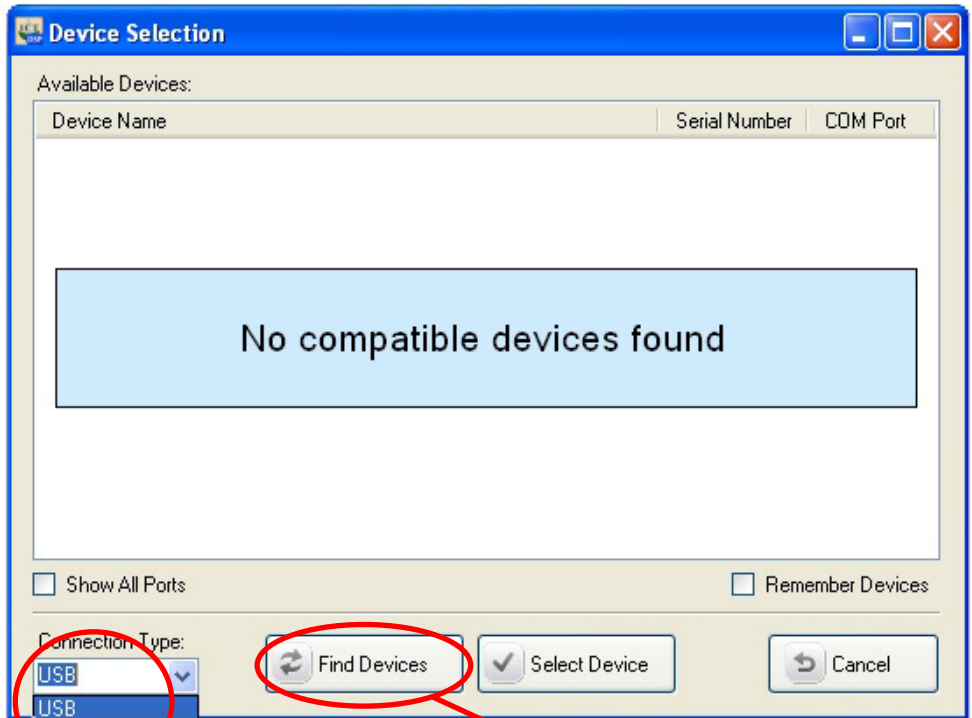 Device Selection
Available Devices:
Device Name Serial Number COM Port
No compatible devices found
Show All Ports Remember Devices
Connection Type:
USB Find Devices Select Device Cancel
USB